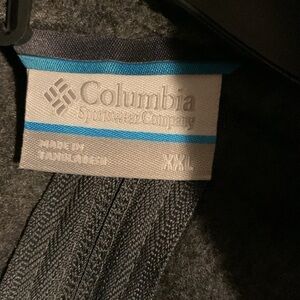 Columbia
Sportswear Company
MADE IN
BANGLADESH
XXL